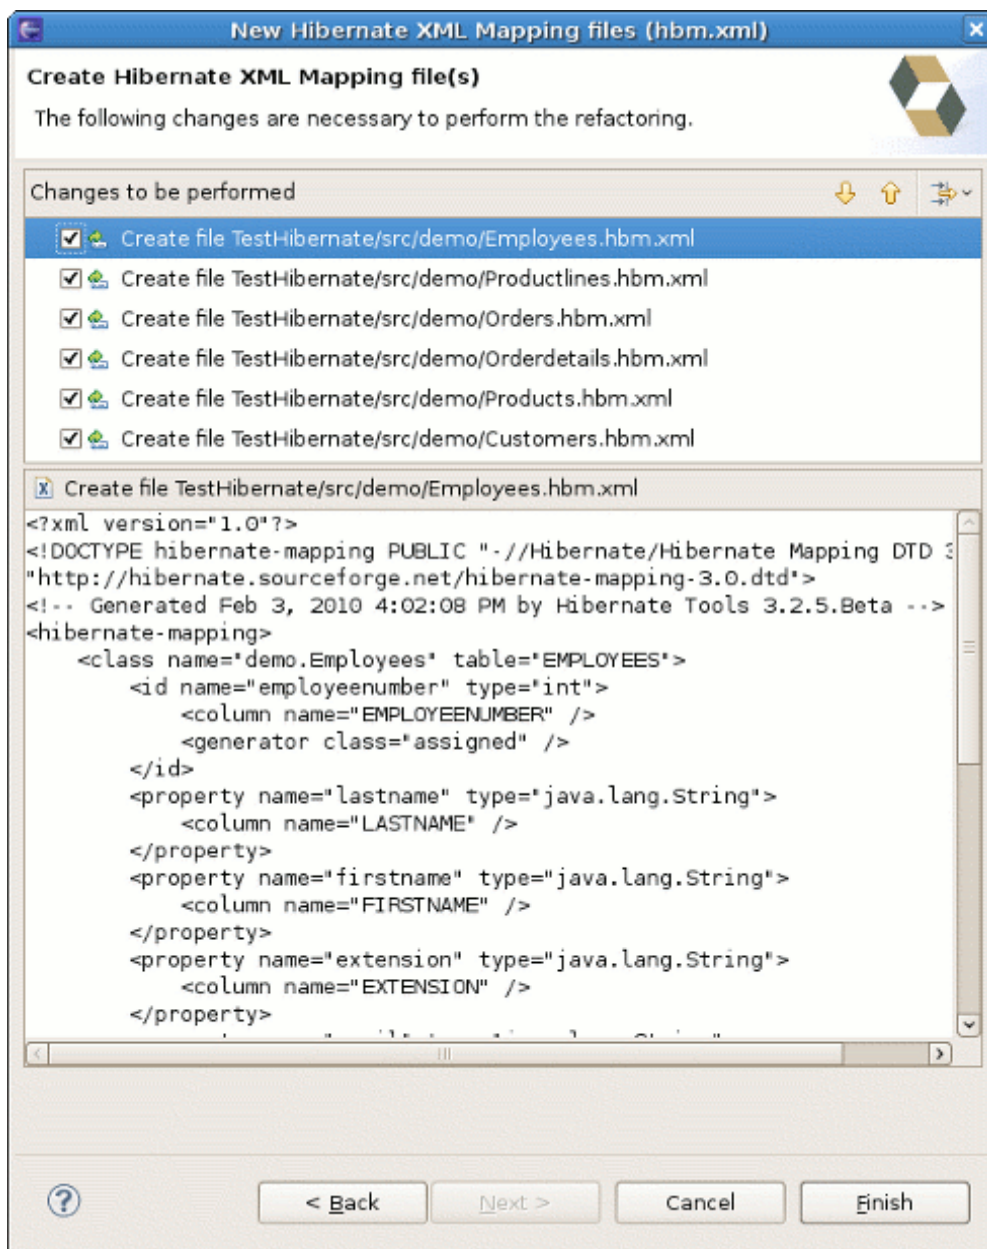 New Hibernate XML Mapping files (hbm.xml)
Create Hibernate XML Mapping file(s)
The following changes are necessary to perform the refactoring.
Changes to be performed
Create file TestHibernate/src/demo/Employees.hbm.xml
Create file TestHibernate/src/demo/Productlines.hbm.xml
Create file TestHibernate/src/demo/Orders.hbm.xml
Create file TestHibernate/src/demo/Orderdetails.hbm.xml
Create file TestHibernate/src/demo/Products.hbm.xml
Create file TestHibernate/src/demo/Customers.hbm.xml
Create file TestHibernate/src/demo/Employees.hbm.xml
<?xml version="1.0"?>
<!DOCTYPE hibernate-mapping PUBLIC "-//Hibernate/Hibernate Mapping DTD 3
"http://hibernate.sourceforge.net/hibernate-mapping-3.0.dtd">
<!-- Generated Feb 3, 2010 4:02:08 PM by Hibernate Tools 3.2.5.Beta -->
<hibernate-mapping>
    <class name="demo.Employees" table="EMPLOYEES">
        <id name="employeenumber" type="int">
            <column name="EMPLOYEENUMBER" />
            <generator class="assigned" />
        </id>
        <property name="lastname" type="java.lang.String">
            <column name="LASTNAME" />
        </property>
        <property name="firstname" type="java.lang.String">
            <column name="FIRSTNAME" />
        </property>
        <property name="extension" type="java.lang.String">
            <column name="EXTENSION" />
        </property>
< Back
Next >
Cancel
Finish